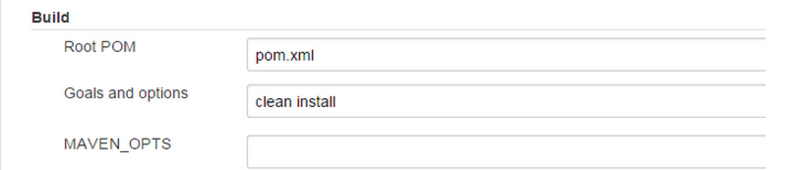 Build
Root POM
pom.xml
Goals and options
clean install
MAVEN_OPTS